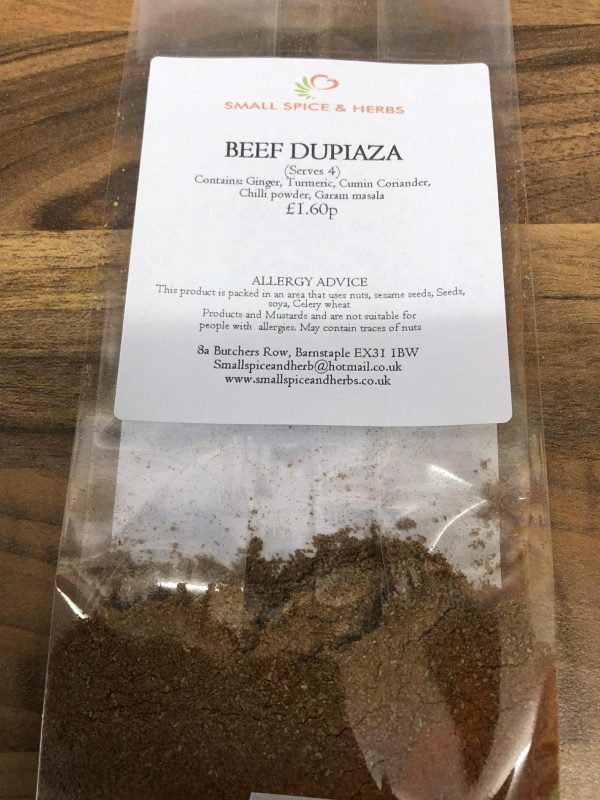 SMALL SPICE & HERBS
BEEF DUPIAZA
(Serves 4)
Contains: Ginger, Turmeric, Cumin Coriander,
Chilli powder, Garam masala
£1.60p
ALLERGY ADVICE
This product is packed in an area that uses nuts, sesame seeds, Seeds,
soya, Celery wheat
Products and Mustards and are not suitable for
people with allergies. May contain traces of nuts
8a Butchers Row, Barnstaple EX31 1BW
Smallspiceandherb@hotmail.co.uk
www.smallspiceandherbs.co.uk